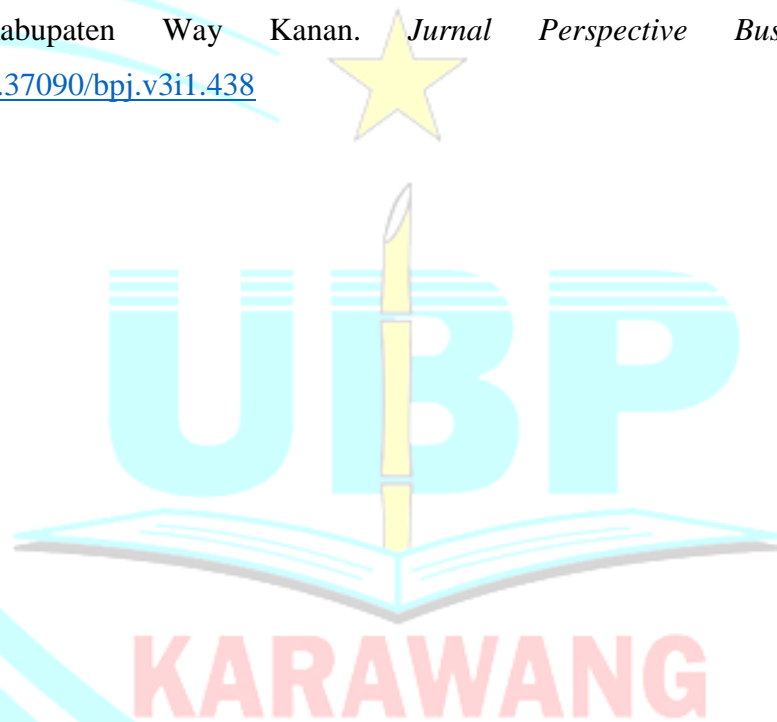 abupaten Way Kanan. Jurnal Perspective Bus
.37090/bpj.v3i1.438
UBP
KARAWANG